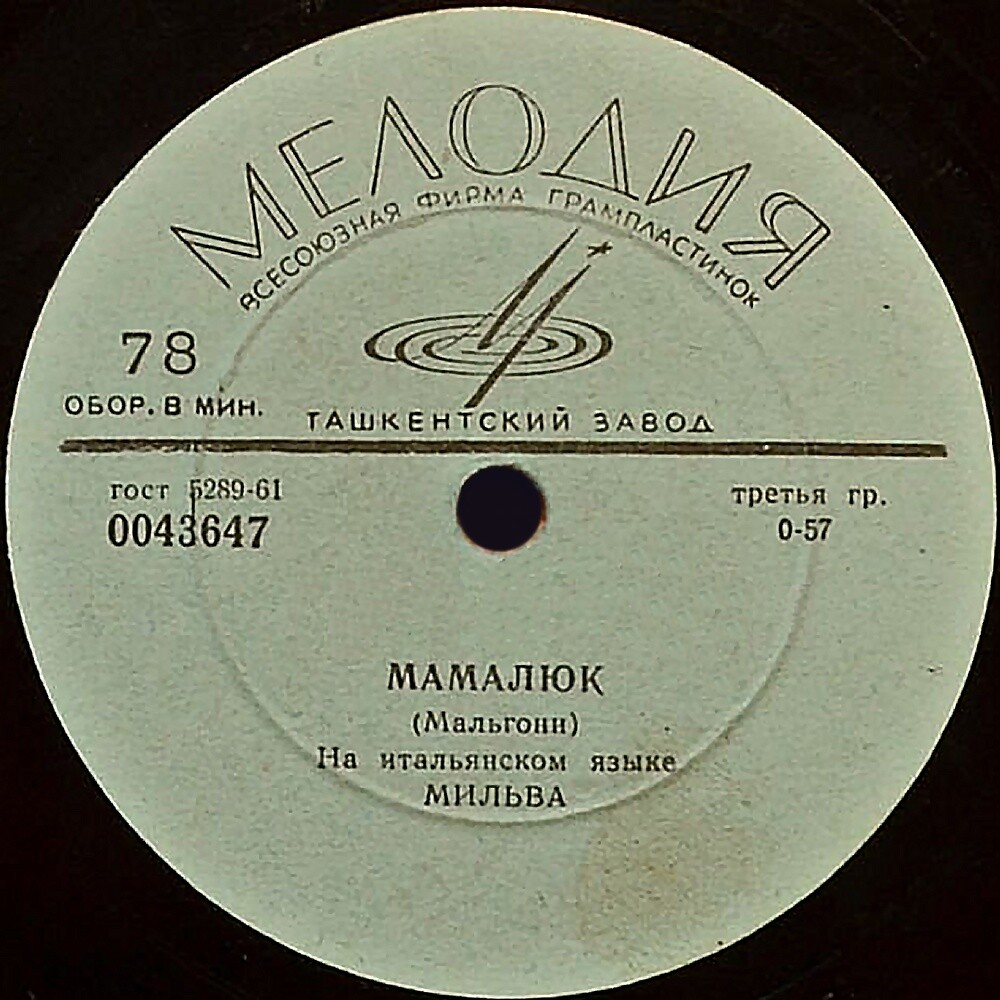 МЕЛОДИЯ
ВСЕСОЮЗНАЯ ФИРМА ГРАМПЛАСТИНОК
78
ОБОР. В МИН.
ТАШКЕНТСКИЙ ЗАВОД
гост 5289-61
третья гр.
0043647
0-57
МАМАЛЮК
(Мальгони)
На итальянском языке
МИЛЬВА